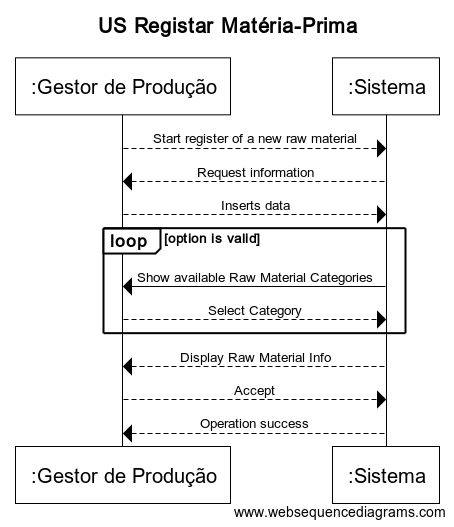 US Registar Matéria-Prima
:Gestor de Produção
:Sistema
Start register of a new raw material
Request information
Inserts data
loop [option is valid]
Show available Raw Material Categories
Select Category
Display Raw Material Info
Accept
Operation success
:Gestor de Produção
:Sistema
www.websequencediagrams.com